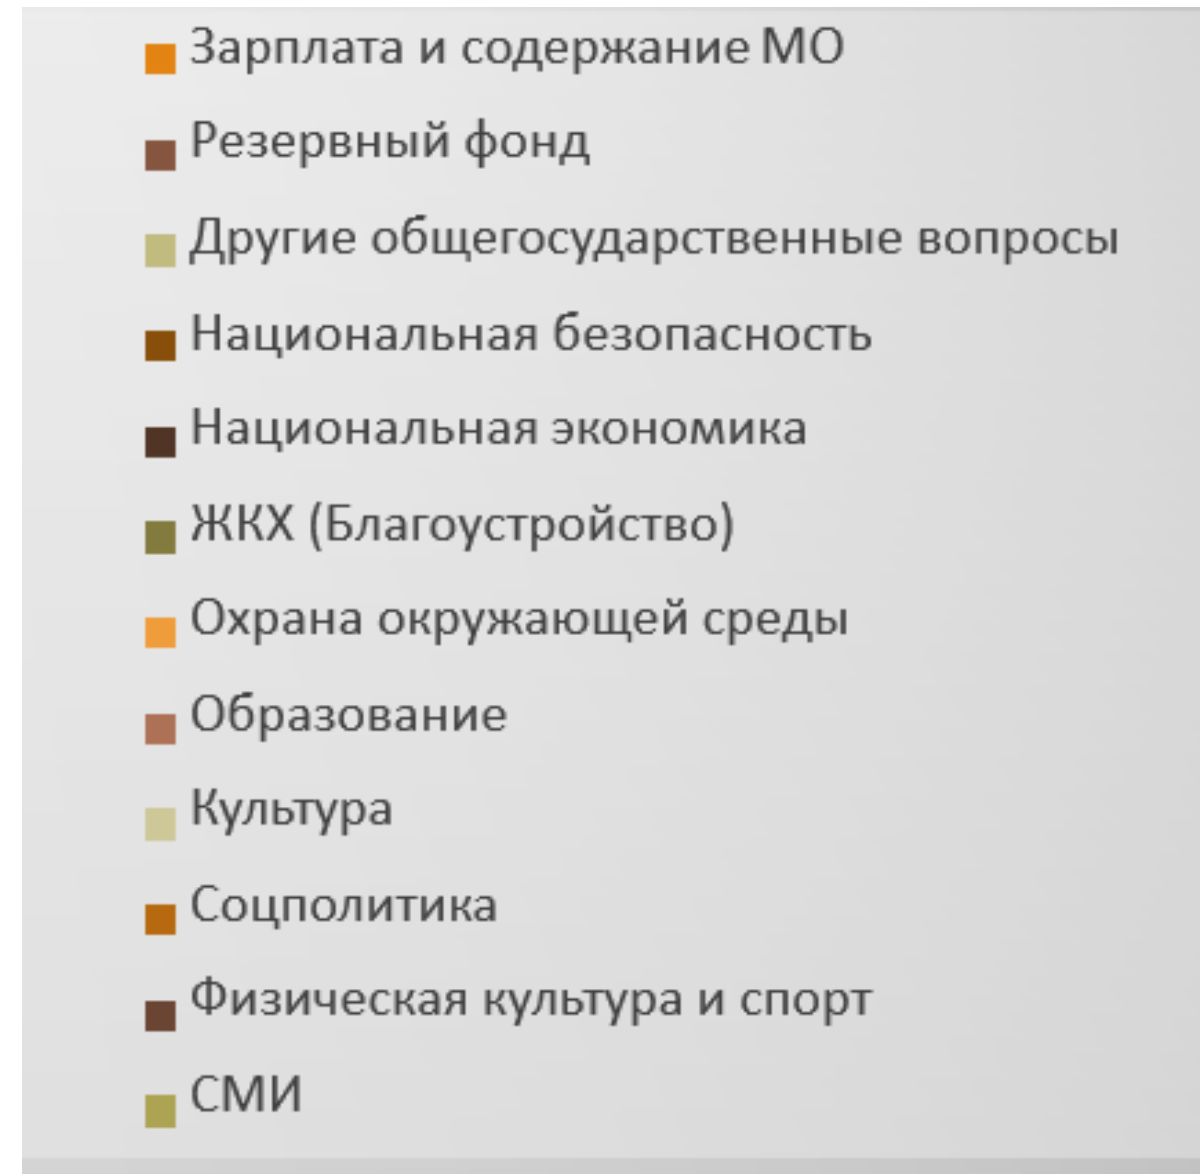 Зарплата и содержание МО
Резервный фонд
Другие общегосударственные вопросы
Национальная безопасность
Национальная экономика
ЖКХ (Благоустройство)
Охрана окружающей среды
Образование
Культура
Соцполитика
Физическая культура и спорт
СМИ